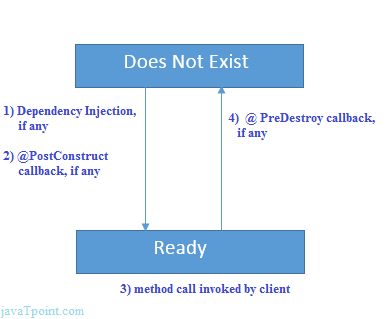 Does Not Exist
1) Dependency Injection,
if any
2) @PostConstruct
callback, if any
4)  @ PreDestroy callback,
if any
Ready
3) method call invoked by client
javaTpoint.com